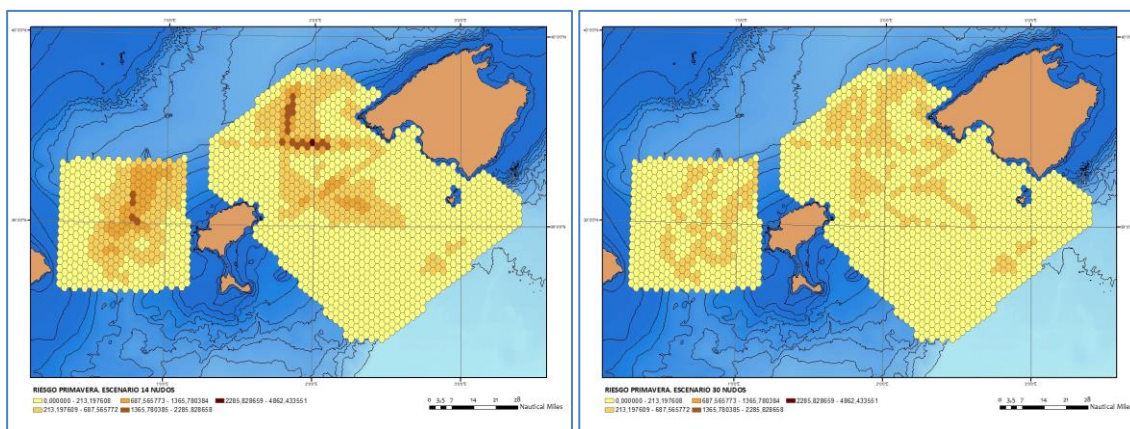 RIESGO PRIMAVERA. ESCENARIO 14 NUDOS
0,000000 - 213,197608
687,565773 - 1365,780384
2285,828659 - 4862,433551
213,197609 - 687,565772
1365,780385 - 2285,828658
0 3,5 7 14 21 28
Nautical Miles
RIESGO PRIMAVERA. ESCENARIO 30 NUDOS
0,000000 - 213,197608
687,565773 - 1365,780384
2285,828659 - 4862,433551
213,197609 - 687,565772
1365,780385 - 2285,828658
0 3,5 7 14 21 28
Nautical Miles